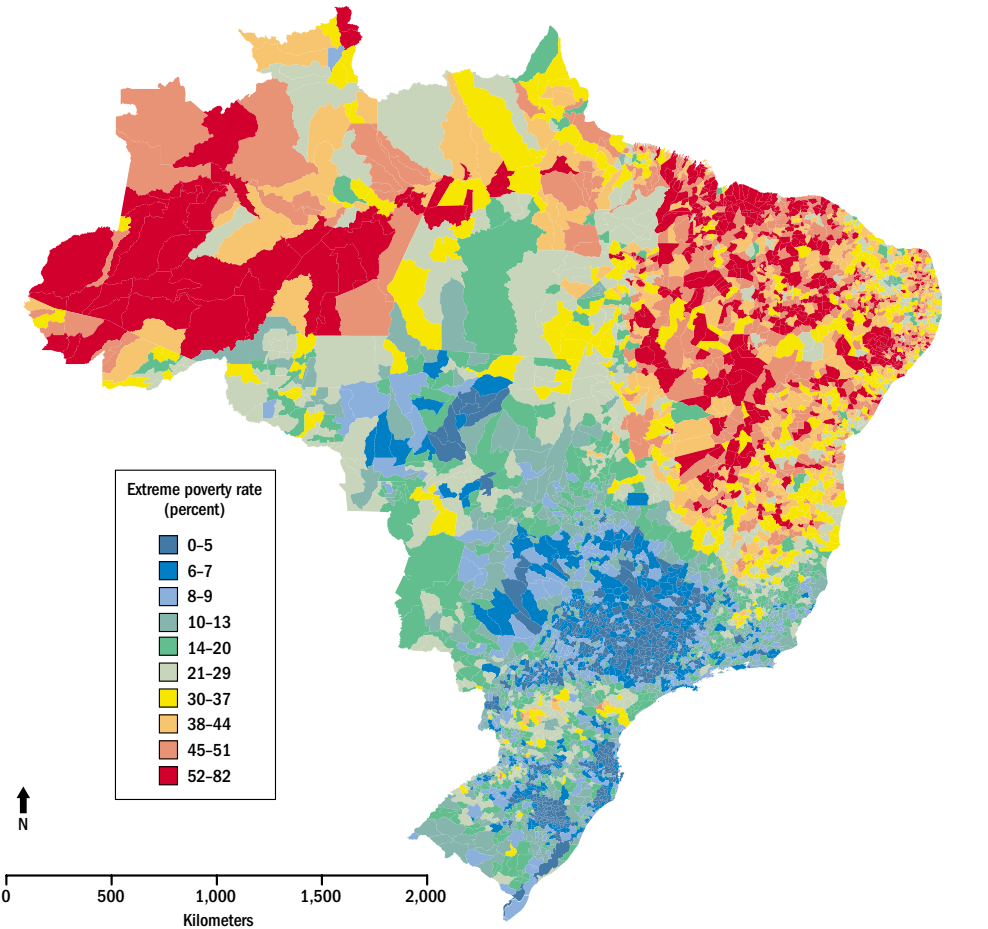 Extreme poverty rate
(percent)
0–5
6–7
8–9
10–13
14–20
21–29
30–37
38–44
45–51
52–82
N
0 500 1,000 1,500 2,000
Kilometers